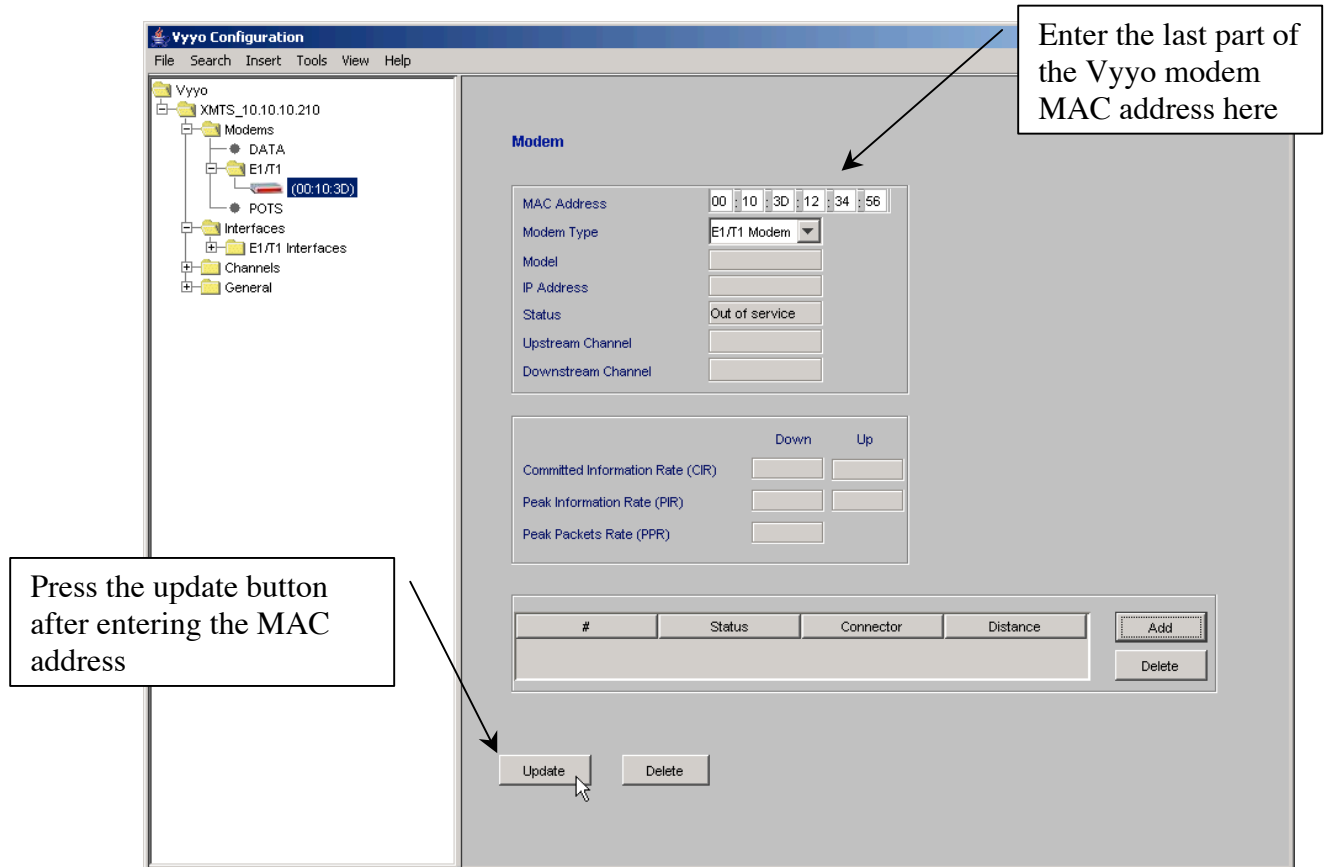 Vyyo Configuration
File Search Insert Tools View Help
Enter the last part of
the Vyyo modem
MAC address here
Vyyo
XMTS_10.10.10.210
Modems
DATA
E1/T1
(00:10:3D)
POTS
Interfaces
E1/T1 Interfaces
Channels
General
Modem
MAC Address 00 : 10 : 3D : 12 : 34 : 56
Modem Type E1/T1 Modem
Model
IP Address
Status Out of service
Upstream Channel
Downstream Channel
Down Up
Committed Information Rate (CIR)
Peak Information Rate (PIR)
Peak Packets Rate (PPR)
Press the update button
after entering the MAC
address
# Status Connector Distance
Add
Delete
Update Delete